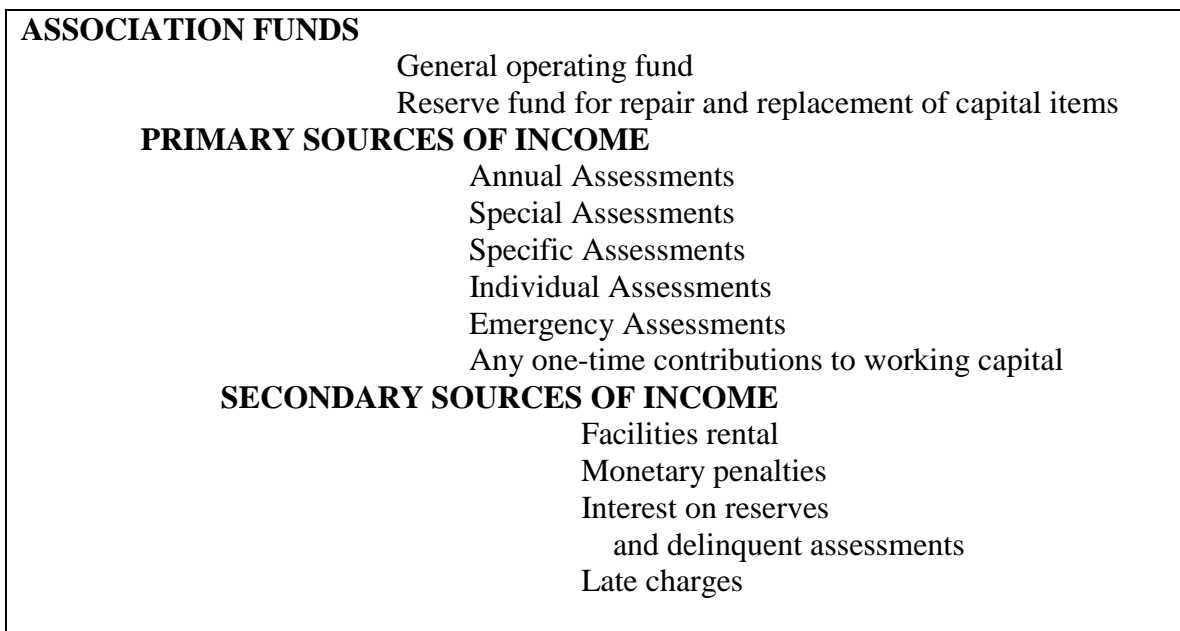 ASSOCIATION FUNDS
General operating fund
Reserve fund for repair and replacement of capital items
PRIMARY SOURCES OF INCOME
Annual Assessments
Special Assessments
Specific Assessments
Individual Assessments
Emergency Assessments
Any one-time contributions to working capital
SECONDARY SOURCES OF INCOME
Facilities rental
Monetary penalties
Interest on reserves
and delinquent assessments
Late charges